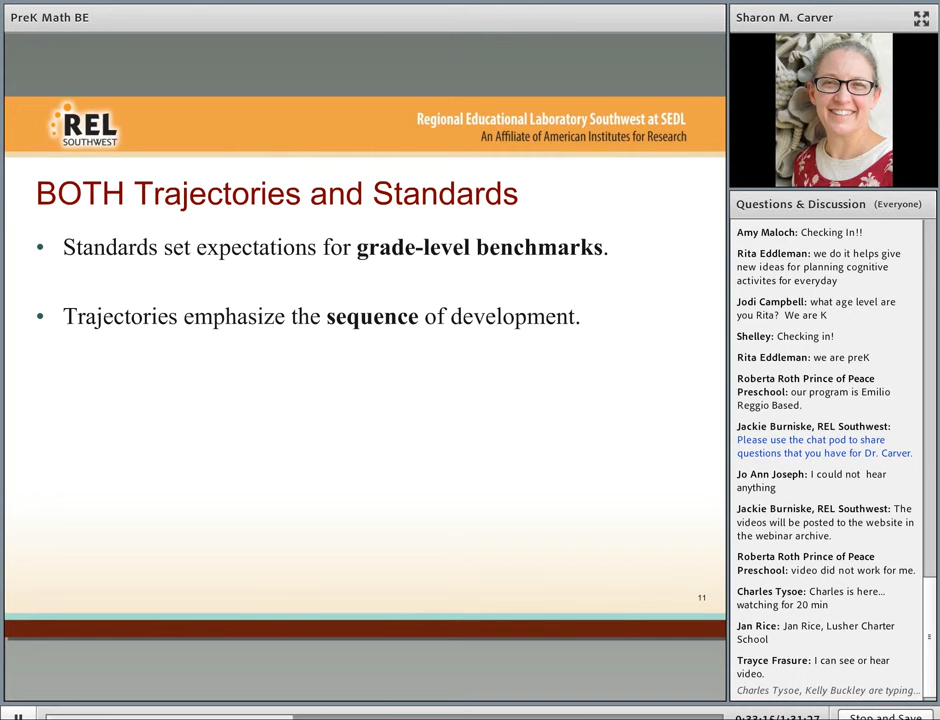 PreK Math BE
Sharon M. Carver
REL
SOUTHWEST
Regional Educational Laboratory Southwest at SEDL
An Affiliate of American Institutes for Research
BOTH Trajectories and Standards
• Standards set expectations for grade-level benchmarks.
• Trajectories emphasize the sequence of development.
11
Questions & Discussion (Everyone)
Amy Maloch: Checking In!!
Rita Eddleman: we do it helps give
new ideas for planning cognitive
activites for everyday
Jodi Campbell: what age level are
you Rita? We are K
Shelley: Checking in!
Rita Eddleman: we are preK
Roberta Roth Prince of Peace
Preschool: our program is Emilio
Reggio Based.
Jackie Burniske, REL Southwest:
Please use the chat pod to share
questions that you have for Dr. Carver.
Jo Ann Joseph: I could not hear
anything
Jackie Burniske, REL Southwest: The
videos will be posted to the website in
the webinar archive.
Roberta Roth Prince of Peace
Preschool: video did not work for me.
Charles Tysoe: Charles is here...
watching for 20 min
Jan Rice: Jan Rice, Lusher Charter
School
Trayce Frasure: I can see or hear
video.
Charles Tysoe, Kelly Buckley are typing...
0:33:16/1:31:27
Stop and Save